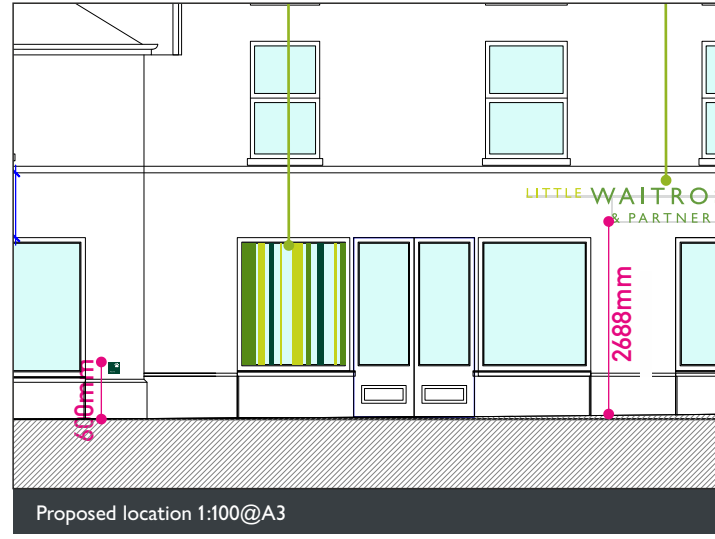 LITTLE WAITRO
& PARTNER
2688mm
600mm
Proposed location 1:100@A3